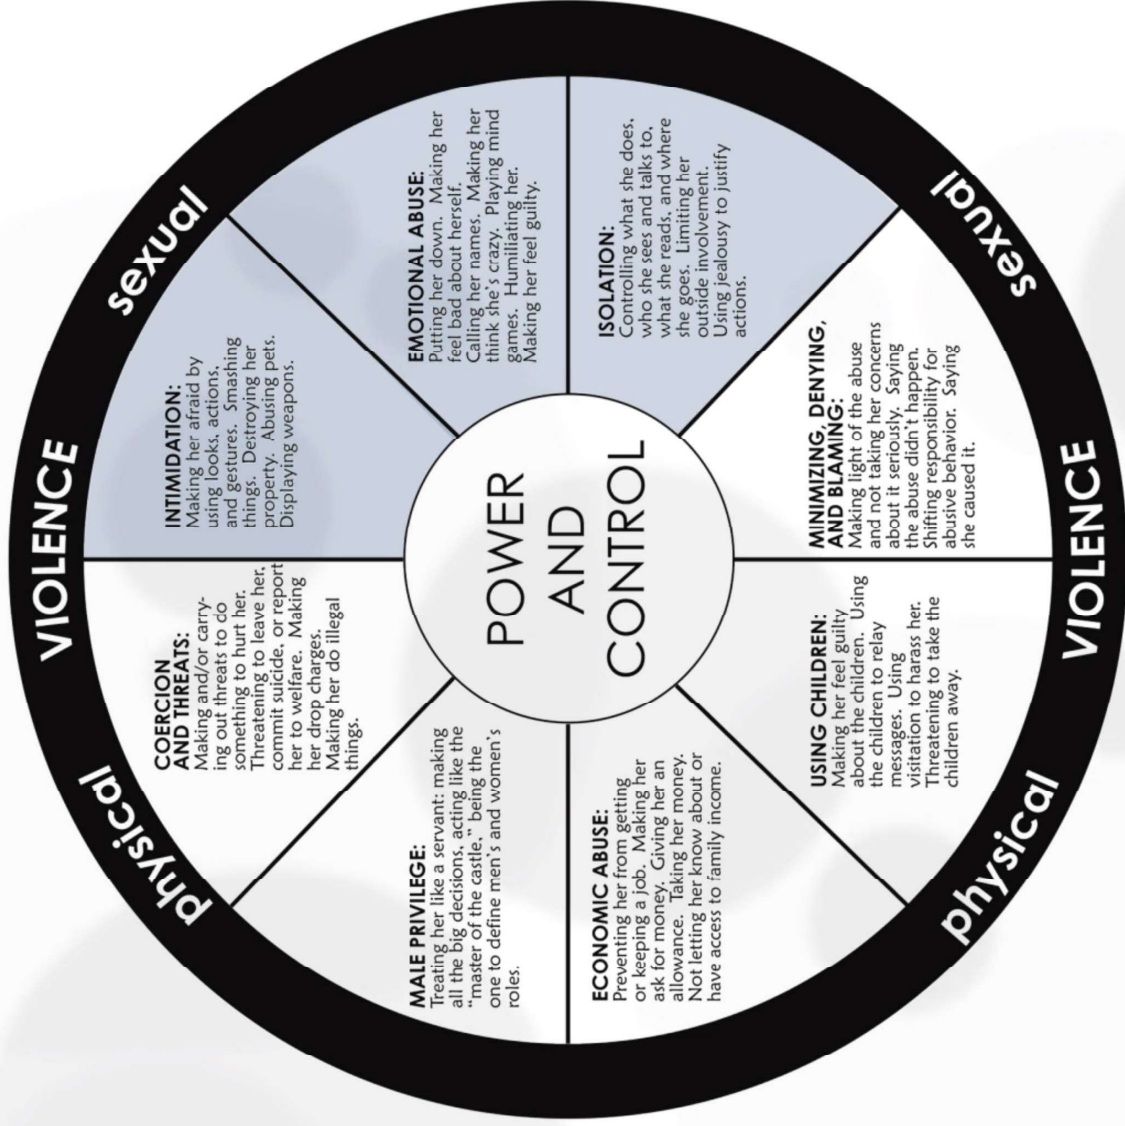 VIOLENCE
physical
sexual
COERCION
AND THREATS:
Making and/or carry-
ing out threats to do
something to hurt her.
Threatening to leave her,
commit suicide, or report
her to welfare. Making
her drop charges.
Making her do illegal
things.
INTIMIDATION:
Making her afraid by
using looks, actions,
and gestures. Smashing
things. Destroying her
property. Abusing pets.
Displaying weapons.
MALE PRIVILEGE:
Treating her like a servant: making
all the big decisions, acting like the
"master of the castle," being the
one to define men's and women's
roles.
EMOTIONAL ABUSE:
Putting her down. Making her
feel bad about herself.
Calling her names. Making her
think she's crazy. Playing mind
games. Humiliating her.
Making her feel guilty.
POWER
AND
CONTROL
ECONOMIC ABUSE:
Preventing her from getting
or keeping a job. Making her
ask for money. Giving her an
allowance. Taking her money.
Not letting her know about or
have access to family income.
ISOLATION:
Controlling what she does,
who she sees and talks to,
what she reads, and where
she goes. Limiting her
outside involvement.
Using jealousy to justify
actions.
USING CHILDREN:
Making her feel guilty
about the children. Using
the children to relay
messages. Using
visitation to harass her.
Threatening to take the
children away.
MINIMIZING, DENYING,
AND BLAMING:
Making light of the abuse
and not taking her concerns
about it seriously. Saying
the abuse didn't happen.
Shifting responsibility for
abusive behavior. Saying
she caused it.
physical
sexual
VIOLENCE